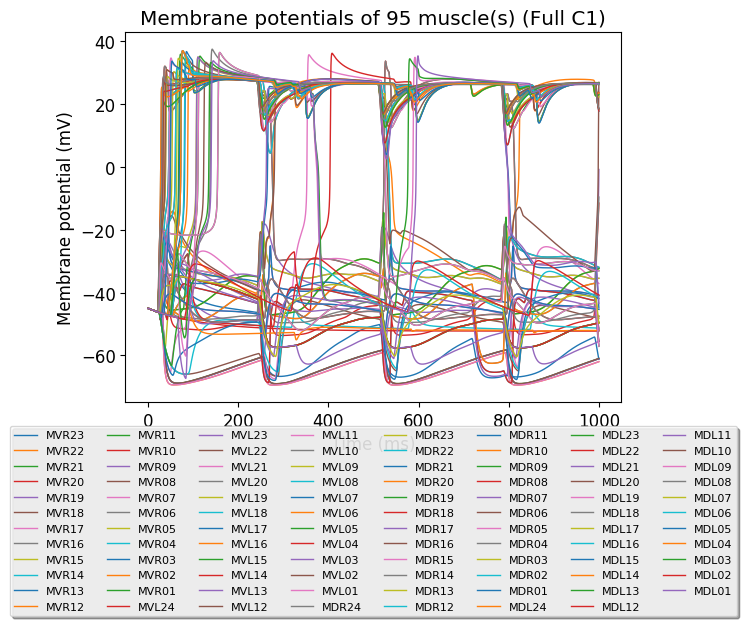 Membrane potentials of 95 muscle(s) (Full C1)
Membrane potential (mV)
40
20
0
−20
−40
−60
0 200 400 600 800 1000
Time (ms)
MVR23 MVR11 MVL23 MVL11 MDR23 MDR11 MDL23 MDL11
MVR22 MVR10 MVL22 MVL10 MDR22 MDR10 MDL22 MDL10
MVR21 MVR09 MVL21 MVL09 MDR21 MDR09 MDL21 MDL09
MVR20 MVR08 MVL20 MVL08 MDR20 MDR08 MDL20 MDL08
MVR19 MVR07 MVL19 MVL07 MDR19 MDR07 MDL19 MDL07
MVR18 MVR06 MVL18 MVL06 MDR18 MDR06 MDL18 MDL06
MVR17 MVR05 MVL17 MVL05 MDR17 MDR05 MDL17 MDL05
MVR16 MVR04 MVL16 MVL04 MDR16 MDR04 MDL16 MDL04
MVR15 MVR03 MVL15 MVL03 MDR15 MDR03 MDL15 MDL03
MVR14 MVR02 MVL14 MVL02 MDR14 MDR02 MDL14 MDL02
MVR13 MVR01 MVL13 MVL01 MDR13 MDR01 MDL13 MDL01
MVR12 MVL24 MVL12 MDR24 MDR12 MDL24 MDL12